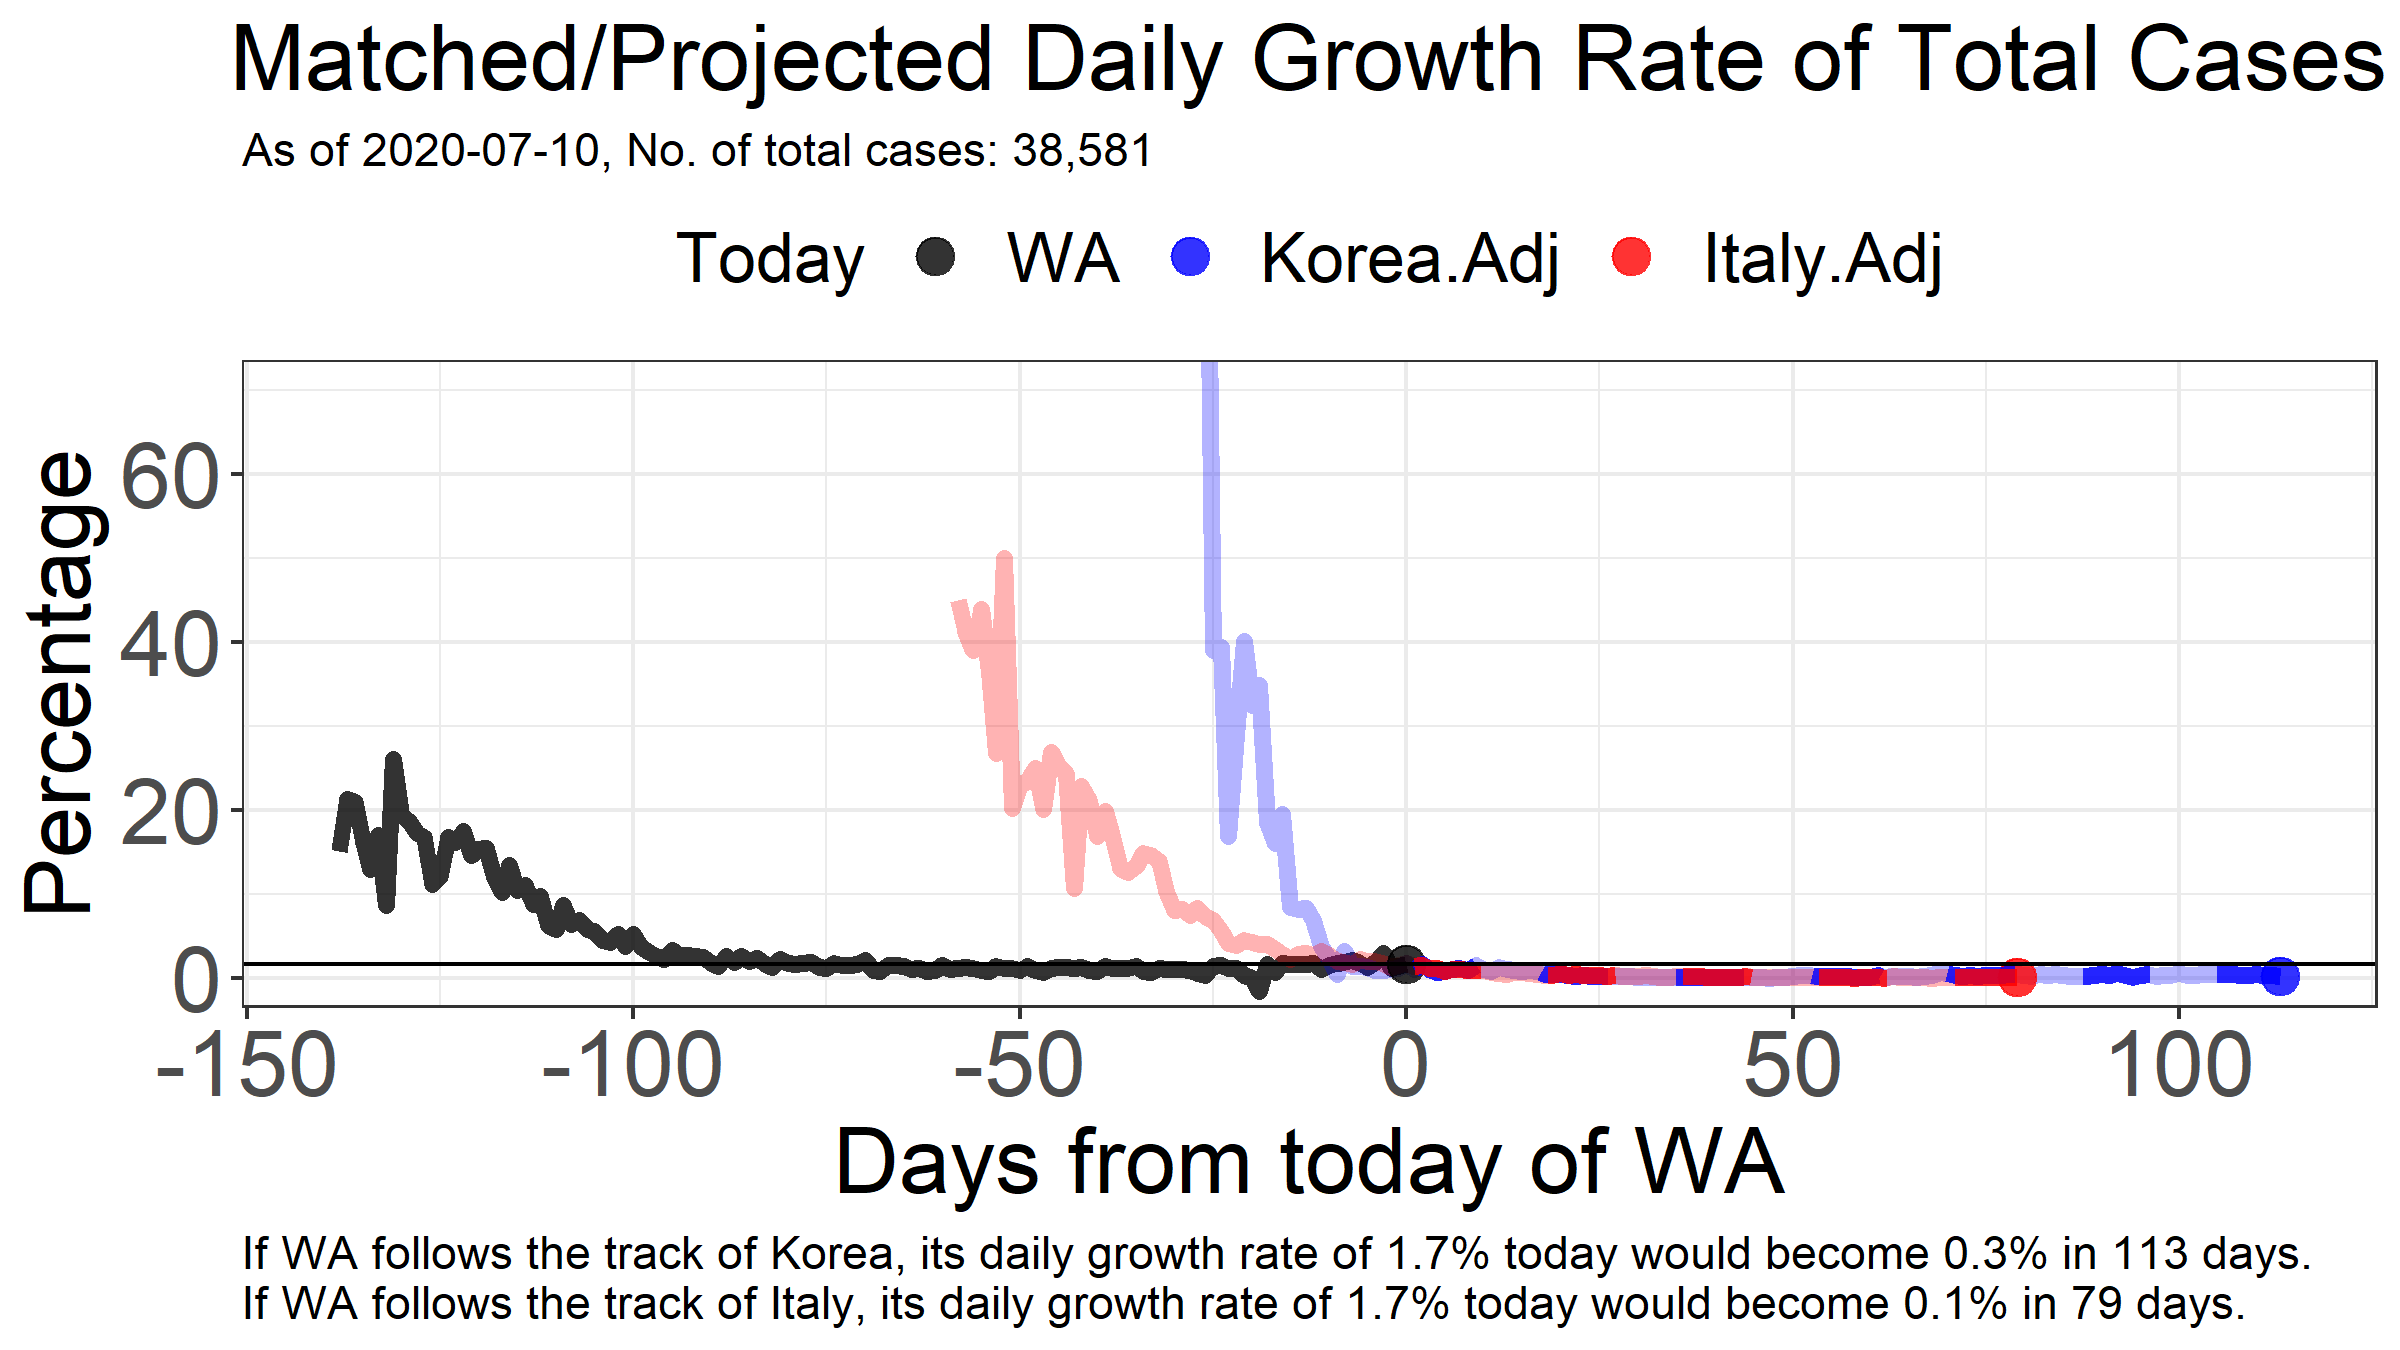 Matched/Projected Daily Growth Rate of Total Cases
As of 2020-07-10, No. of total cases: 38,581
Today WA Korea.Adj Italy.Adj
Percentage
60
40
20
0
-150 -100 -50 0 50 100
Days from today of WA
If WA follows the track of Korea, its daily growth rate of 1.7% today would become 0.3% in 113 days.
If WA follows the track of Italy, its daily growth rate of 1.7% today would become 0.1% in 79 days.